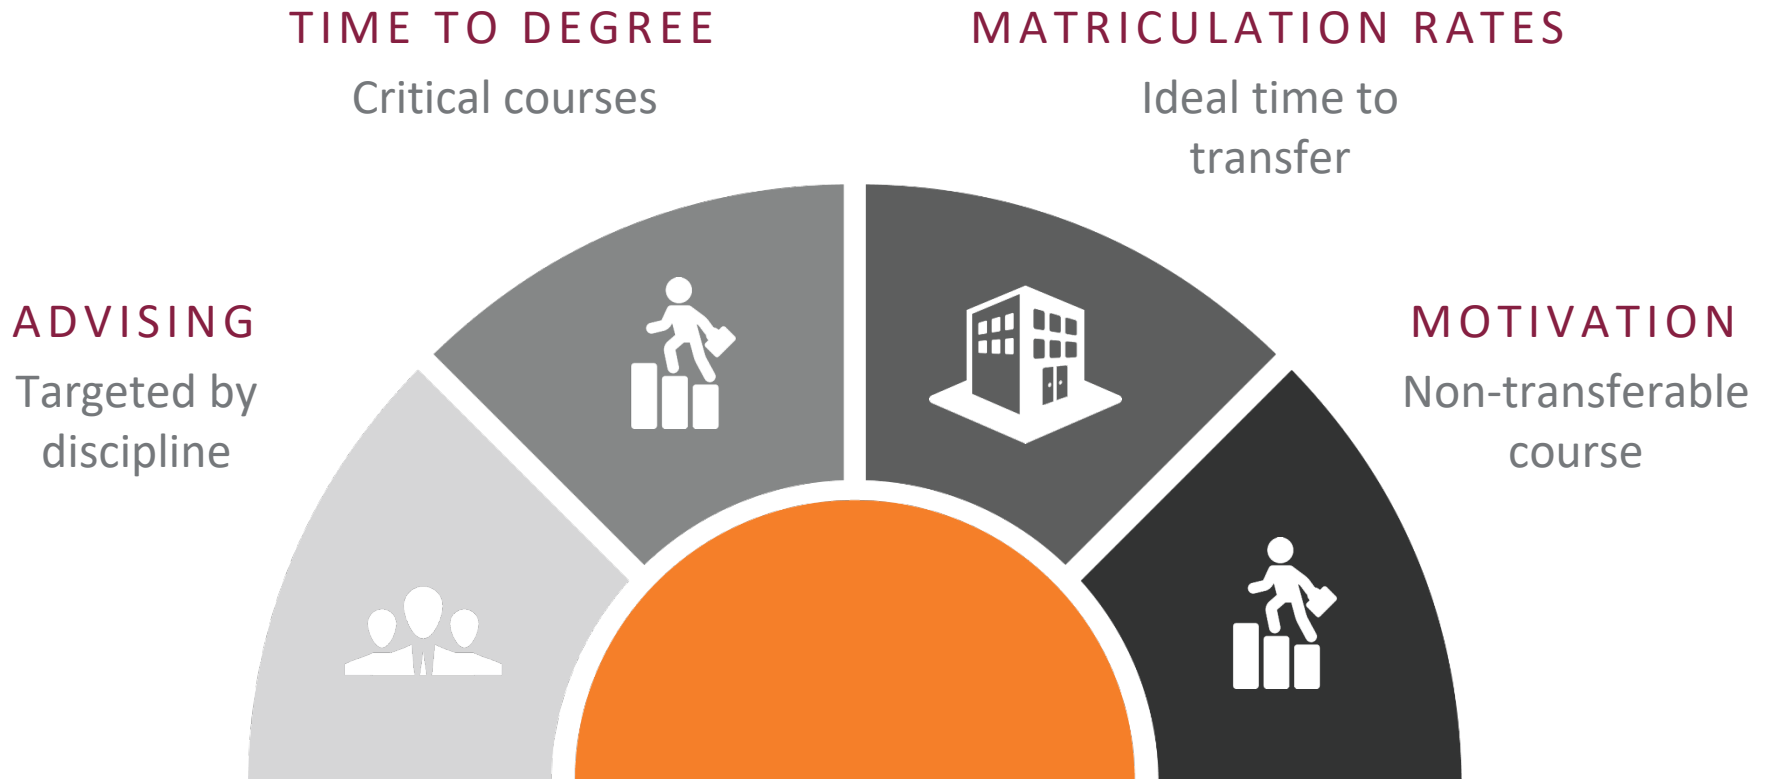 TIME TO DEGREE
Critical courses
MATRICULATION RATES
Ideal time to
transfer
ADVISING
Targeted by
discipline
MOTIVATION
Non-transferable
course